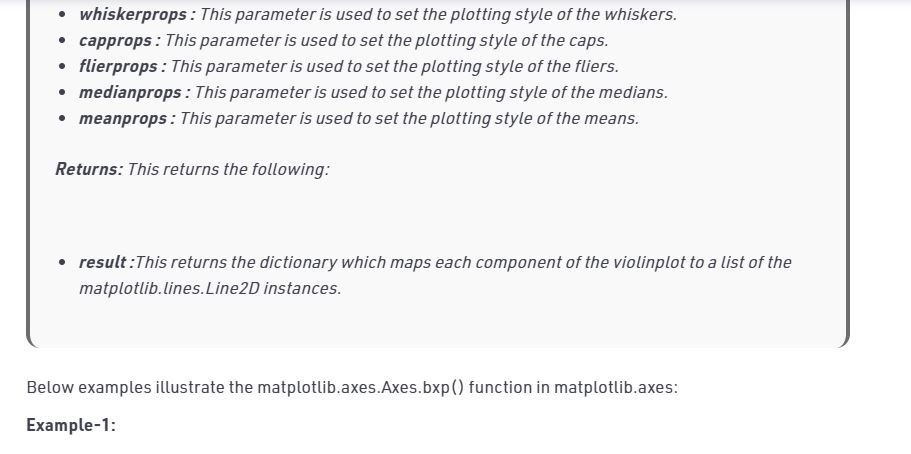 • whiskerprops : This parameter is used to set the plotting style of the whiskers.
• capprops : This parameter is used to set the plotting style of the caps.
• flierprops : This parameter is used to set the plotting style of the fliers.
• medianprops : This parameter is used to set the plotting style of the medians.
• meanprops : This parameter is used to set the plotting style of the means.
Returns: This returns the following:
• result :This returns the dictionary which maps each component of the violinplot to a list of the
matplotlib.lines.Line2D instances.
Below examples illustrate the matplotlib.axes.Axes.bxp() function in matplotlib.axes:
Example-1: